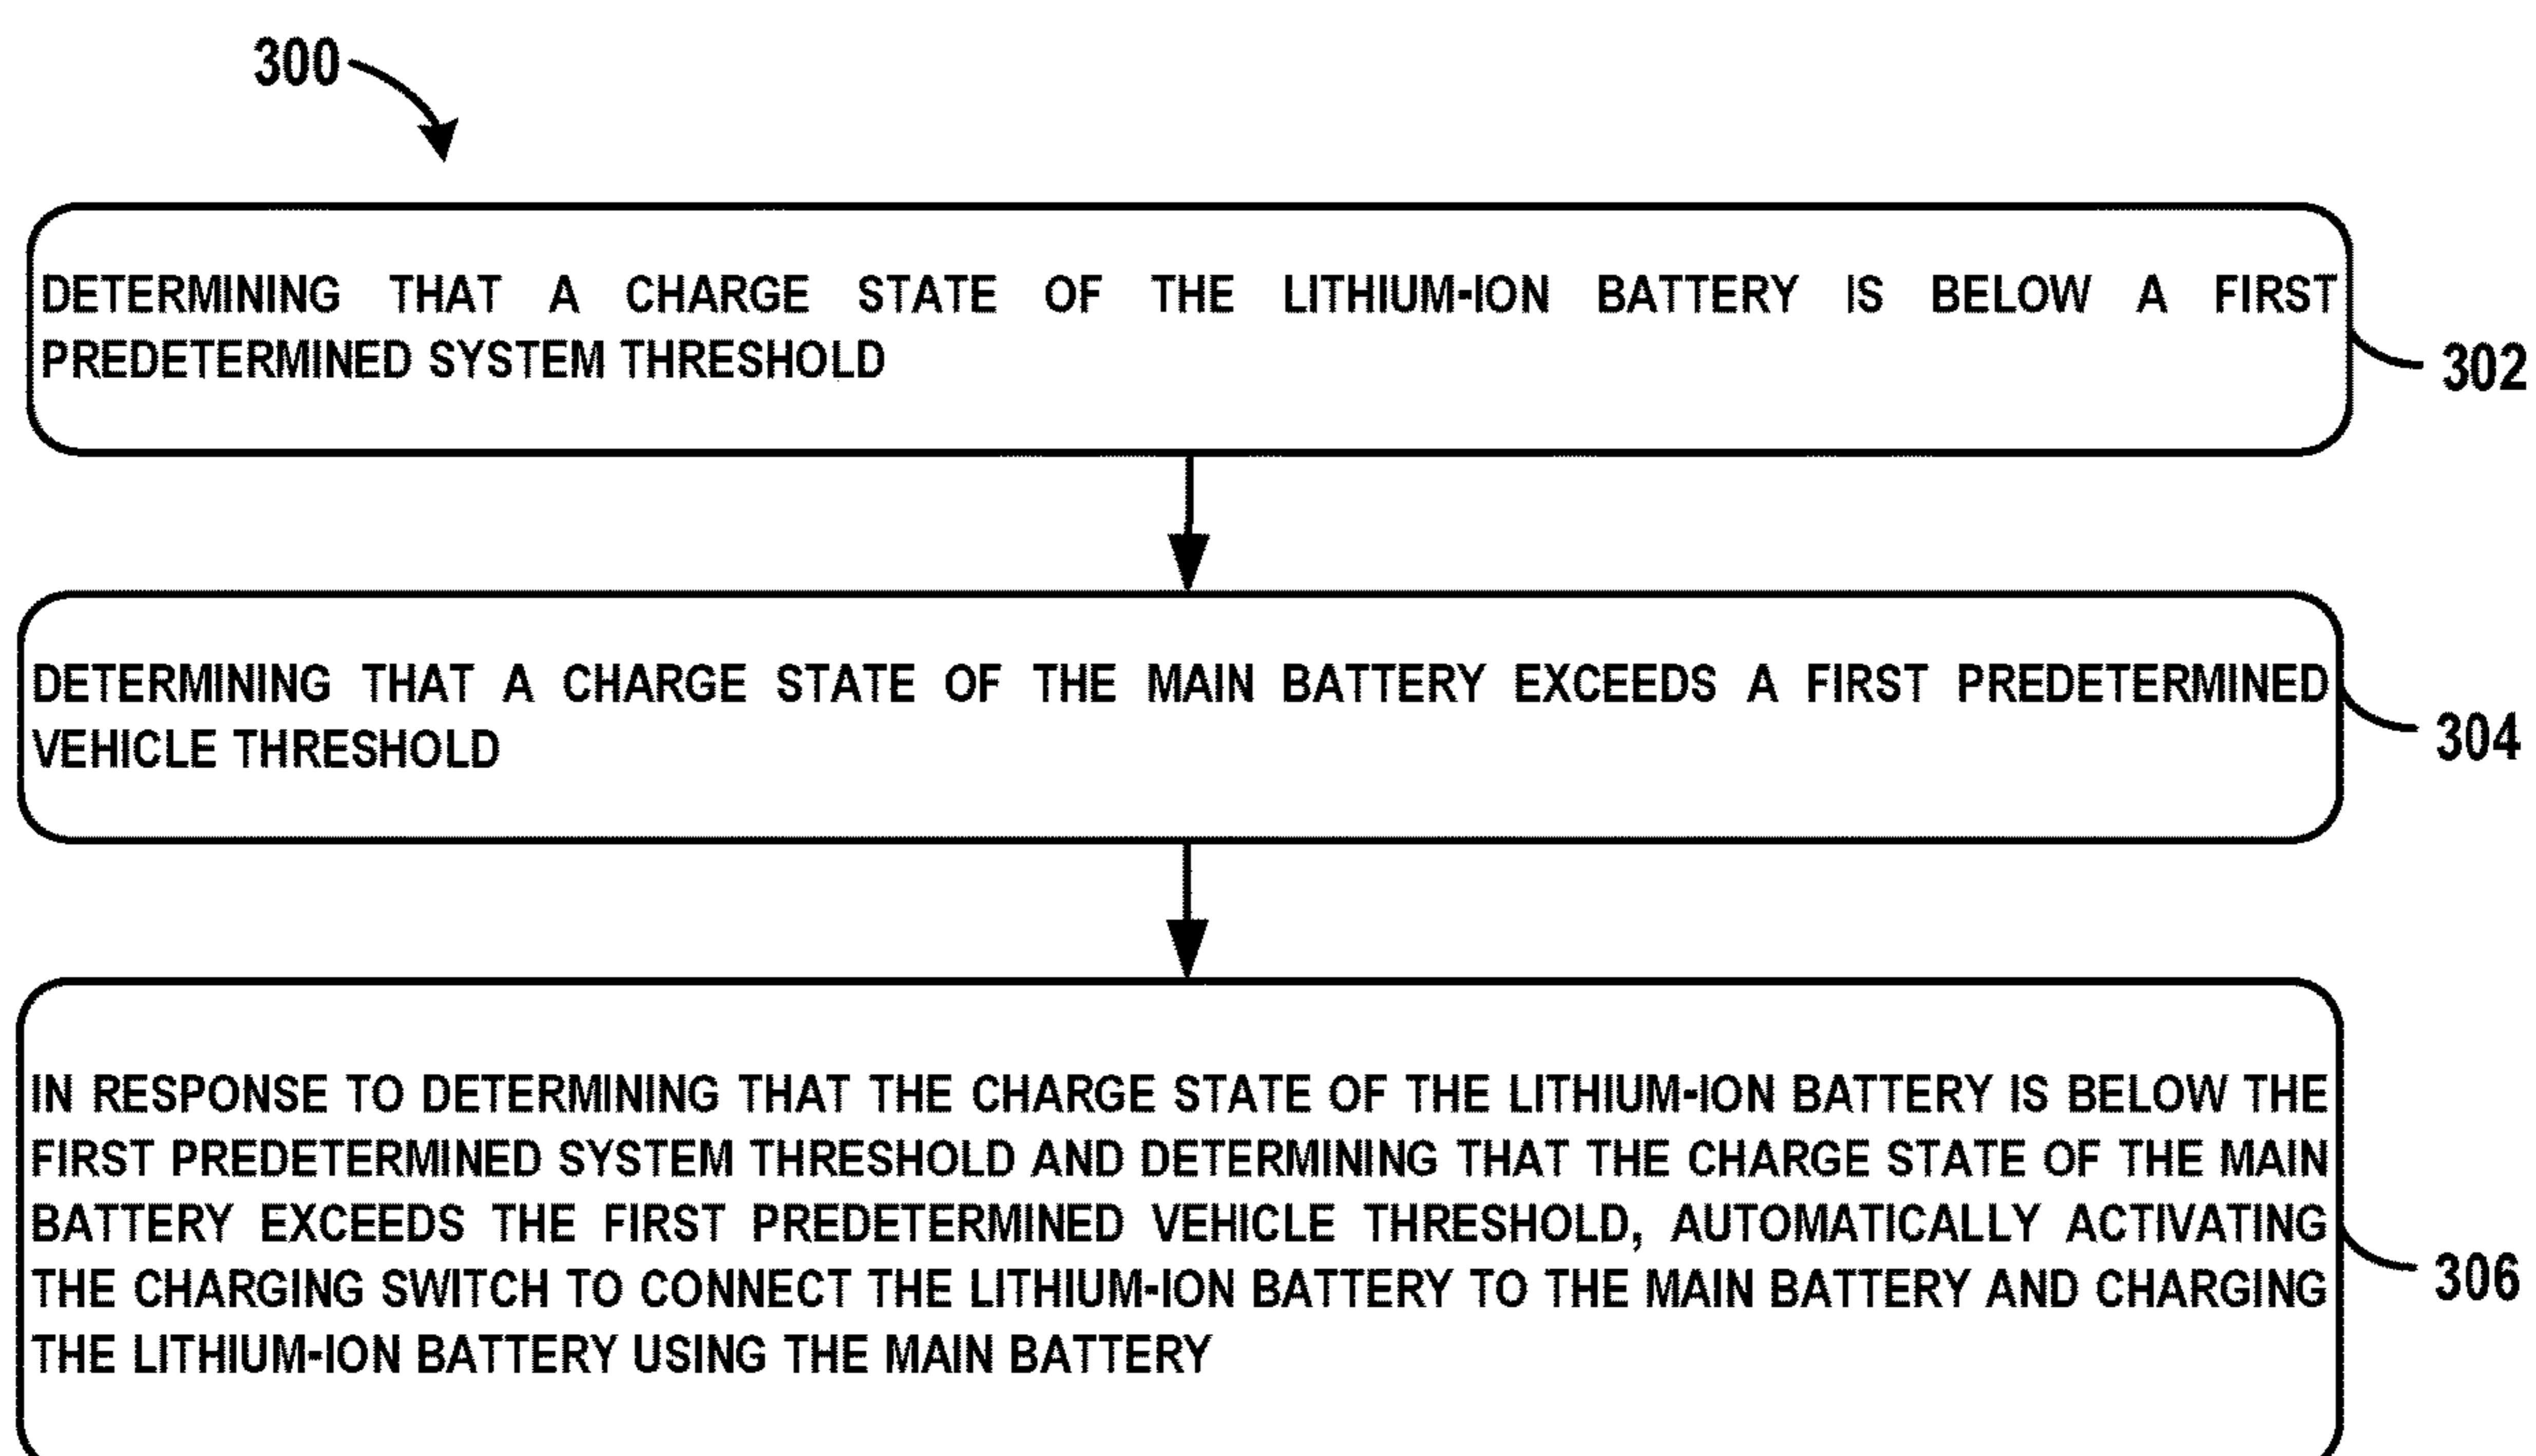 300
DETERMINING THAT A CHARGE STATE OF THE LITHIUM-ION BATTERY IS BELOW A FIRST
PREDETERMINED SYSTEM THRESHOLD
302
DETERMINING THAT A CHARGE STATE OF THE MAIN BATTERY EXCEEDS A FIRST PREDETERMINED
VEHICLE THRESHOLD
304
IN RESPONSE TO DETERMINING THAT THE CHARGE STATE OF THE LITHIUM-ION BATTERY IS BELOW THE
FIRST PREDETERMINED SYSTEM THRESHOLD AND DETERMINING THAT THE CHARGE STATE OF THE MAIN
BATTERY EXCEEDS THE FIRST PREDETERMINED VEHICLE THRESHOLD, AUTOMATICALLY ACTIVATING
THE CHARGING SWITCH TO CONNECT THE LITHIUM-ION BATTERY TO THE MAIN BATTERY AND CHARGING
THE LITHIUM-ION BATTERY USING THE MAIN BATTERY
306